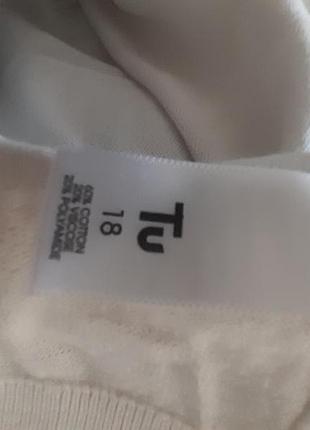 Tu
18
60% COTTON
20% VISCOSE
20% POLYAMIDE